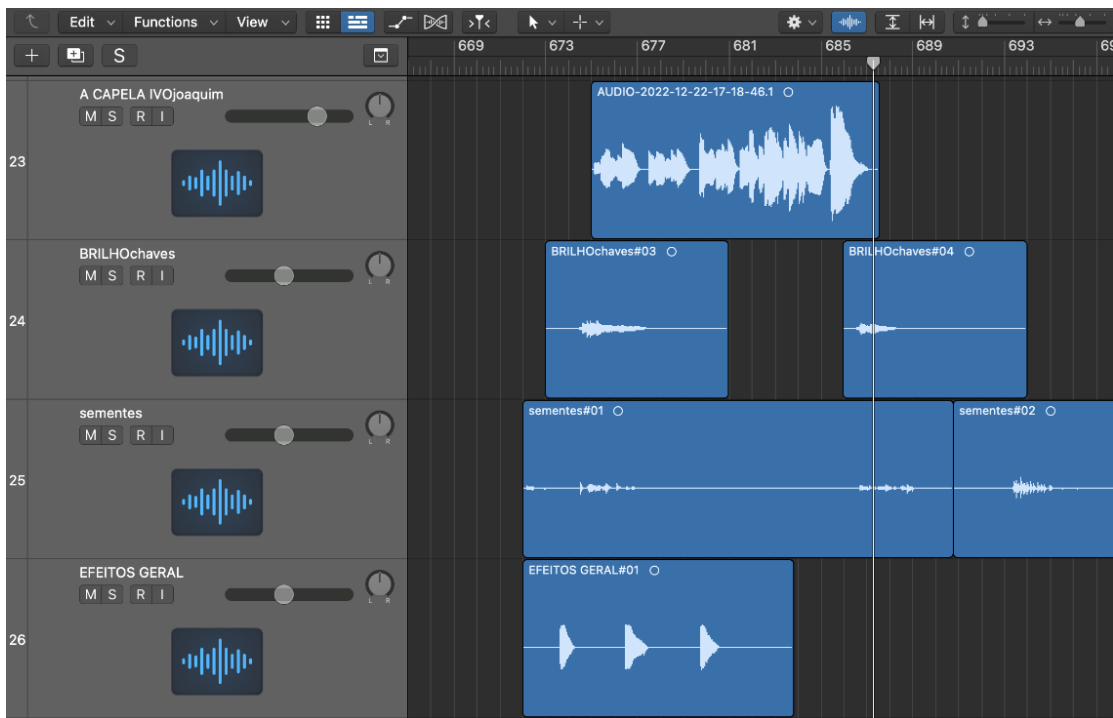 Edit Functions View
S
669 673 677 681 685 689 693
A CAPELA IVOjoaquim
M S R I
L R
23
AUDIO-2022-12-22-17-18-46.1
BRILHOchaves
M S R I
L R
24
BRILHOchaves#03
BRILHOchaves#04
sementes
M S R I
L R
25
sementes#01
sementes#02
EFEITOS GERAL
M S R I
L R
26
EFEITOS GERAL#01